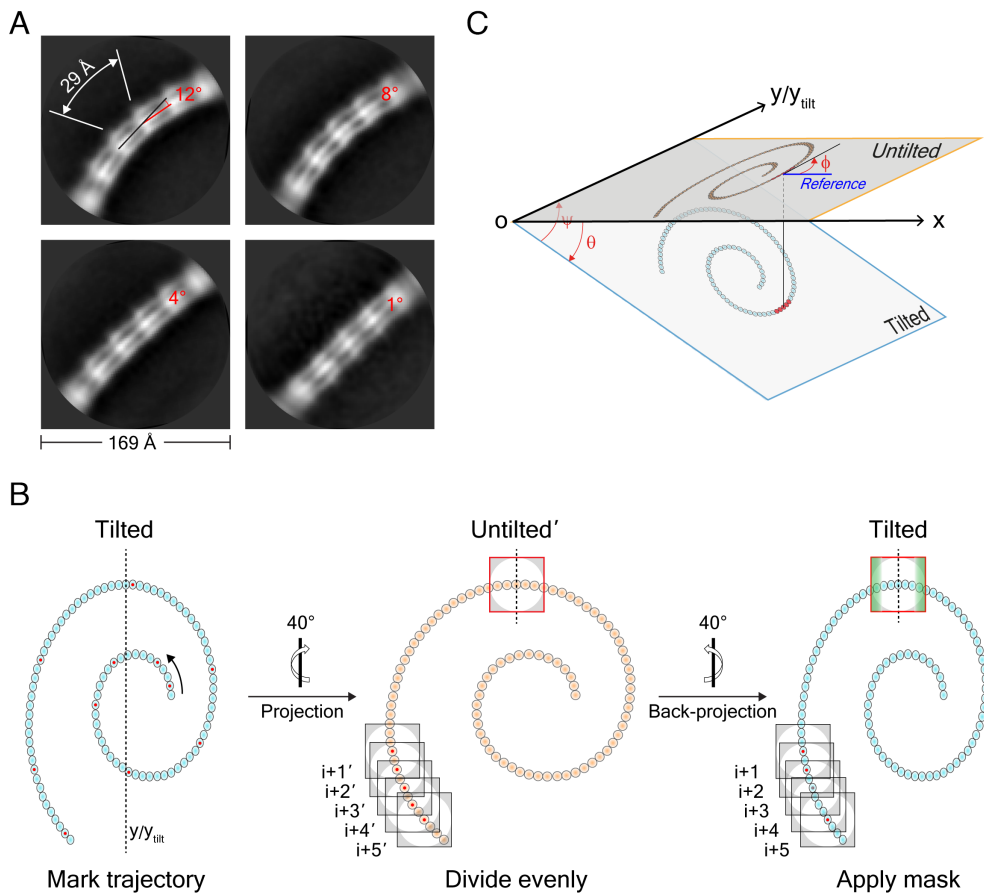 A
29 Å
12°
8°
4°
1°
169 Å
C
y/y_tilt
Untilted
ϕ
Reference
ψ
O
x
θ
Tilted
B
Tilted
Untilted′
Tilted
40°
40°
Projection
Back-projection
i+1′
i+2′
i+3′
i+4′
i+5′
i+1
i+2
i+3
i+4
i+5
y/y_tilt
Mark trajectory
Divide evenly
Apply mask